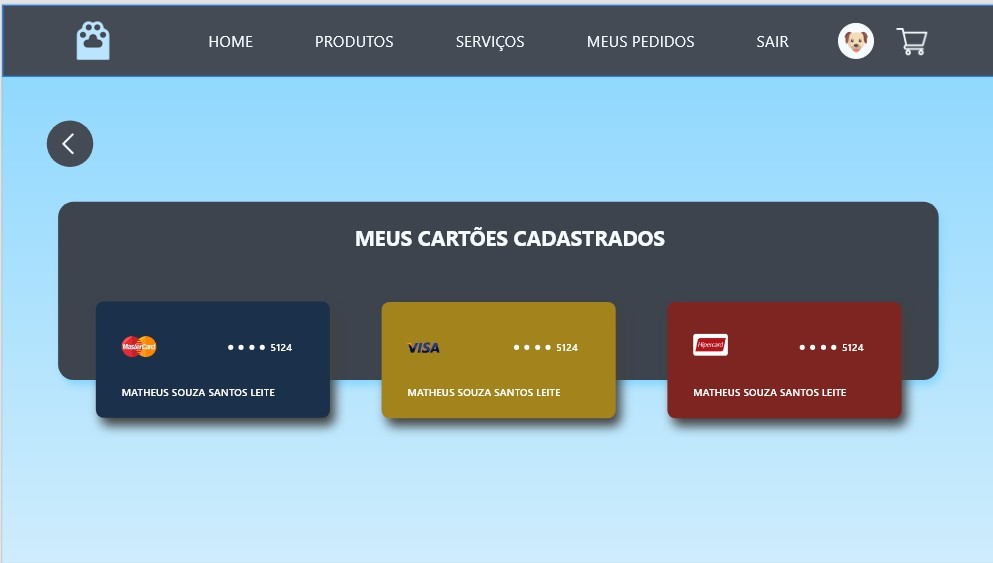 HOME PRODUTOS SERVIÇOS MEUS PEDIDOS SAIR
MEUS CARTÕES CADASTRADOS
MasterCard • • • • 5124
VISA • • • • 5124
Hipercard • • • • 5124
MATHEUS SOUZA SANTOS LEITE
MATHEUS SOUZA SANTOS LEITE
MATHEUS SOUZA SANTOS LEITE